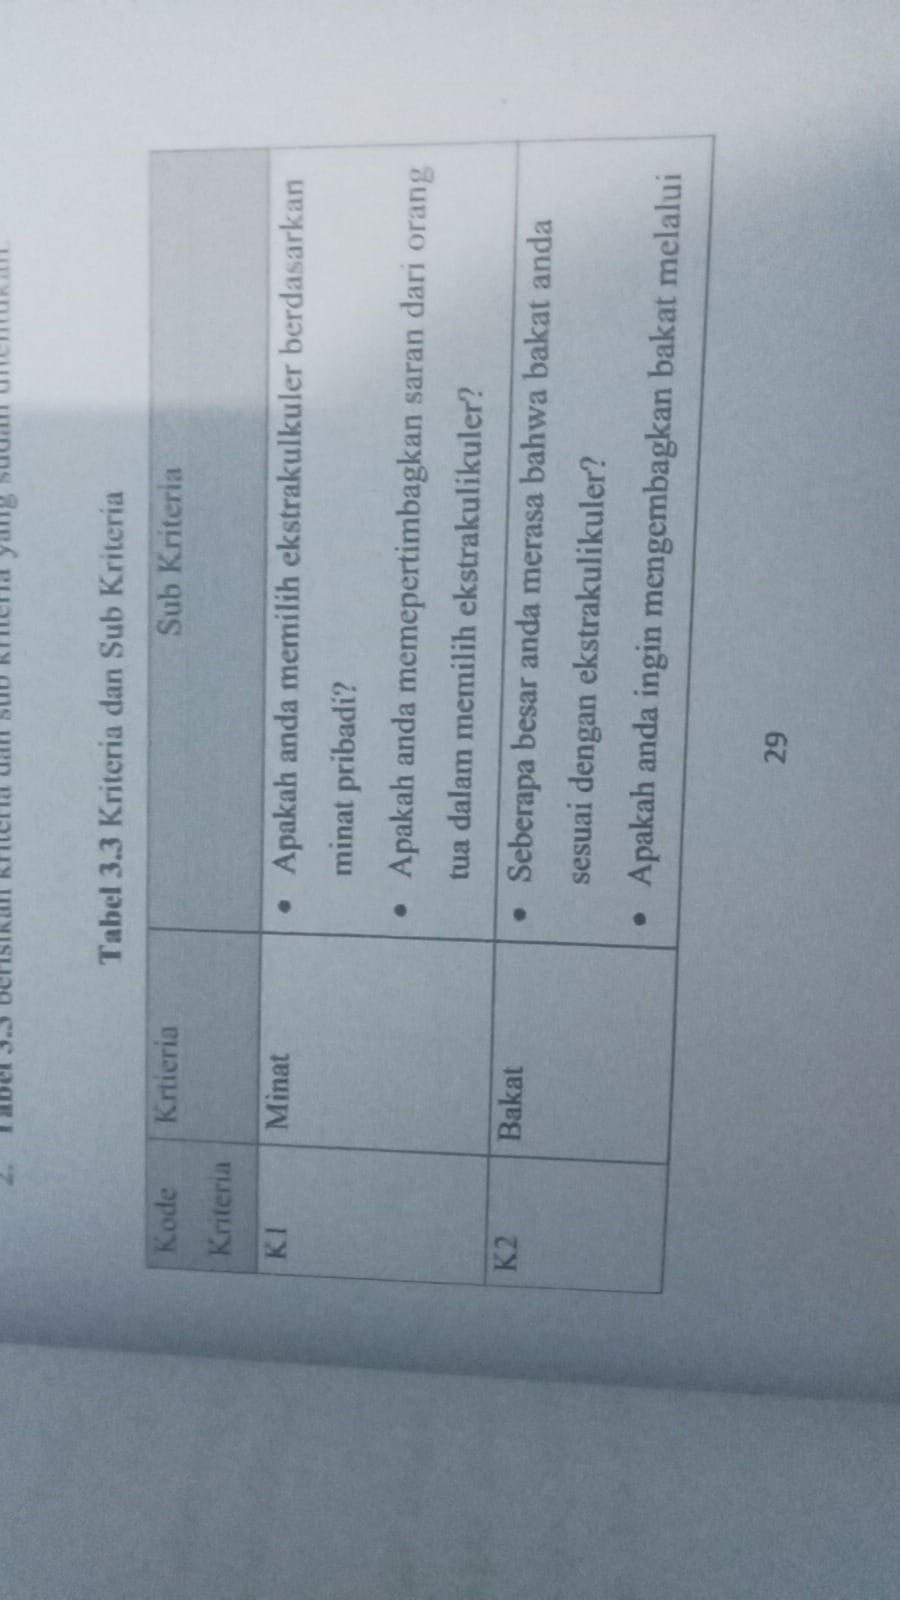 2. Tabel 3.3 berisikan kriteria dan sub kriteria yang sudah ditentukan.
Tabel 3.3 Kriteria dan Sub Kriteria
Kode Krtieria Sub Kriteria
Kriteria
K1 Minat • Apakah anda memilih ekstrakulkuler berdasarkan
minat pribadi?
• Apakah anda memepertimbagkan saran dari orang
tua dalam memilih ekstrakulikuler?
K2 Bakat • Seberapa besar anda merasa bahwa bakat anda
sesuai dengan ekstrakulikuler?
• Apakah anda ingin mengembagkan bakat melalui
29